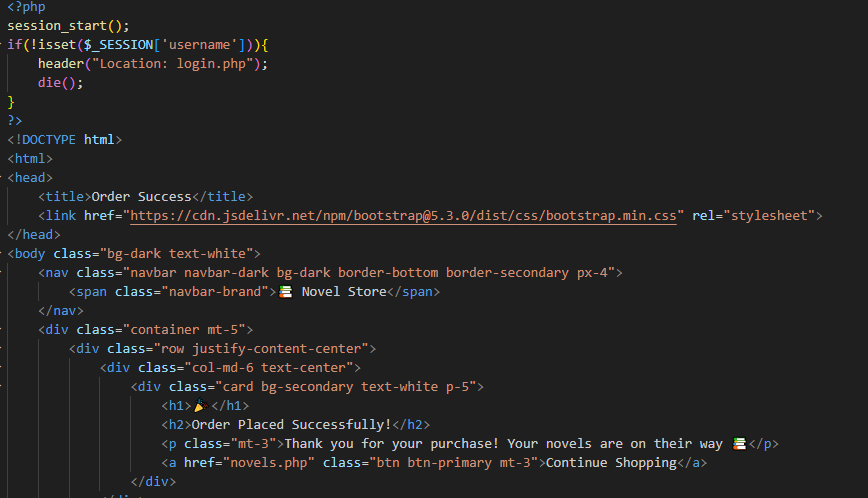 <?php
session_start();
if(!isset($_SESSION['username'])){
    header("Location: login.php");
    die();
}
?>
<!DOCTYPE html>
<html>
<head>
    <title>Order Success</title>
    <link href="https://cdn.jsdelivr.net/npm/bootstrap@5.3.0/dist/css/bootstrap.min.css" rel="stylesheet">
</head>
<body class="bg-dark text-white">
    <nav class="navbar navbar-dark bg-dark border-bottom border-secondary px-4">
        <span class="navbar-brand">📚 Novel Store</span>
    </nav>
    <div class="container mt-5">
        <div class="row justify-content-center">
            <div class="col-md-6 text-center">
                <div class="card bg-secondary text-white p-5">
                    <h1>🎉</h1>
                    <h2>Order Placed Successfully!</h2>
                    <p class="mt-3">Thank you for your purchase! Your novels are on their way 📚</p>
                    <a href="novels.php" class="btn btn-primary mt-3">Continue Shopping</a>
                </div>